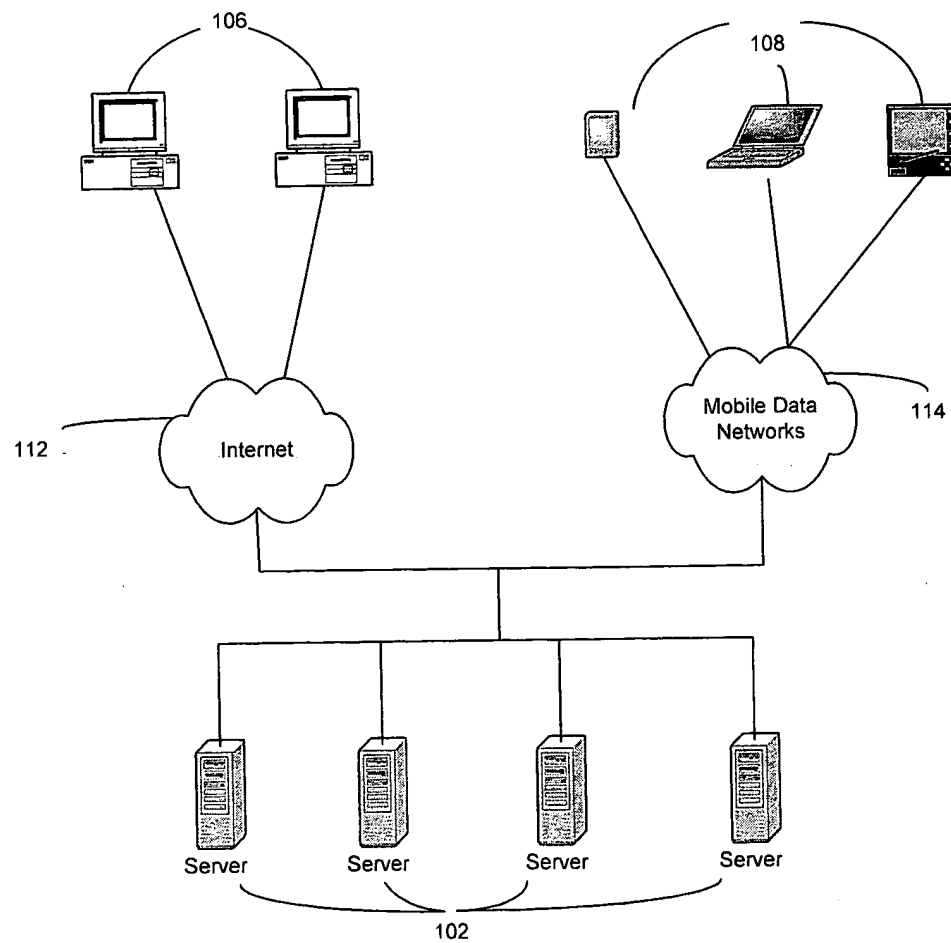 106
108
112
Internet
Mobile Data
Networks
114
Server
Server
Server
Server
102